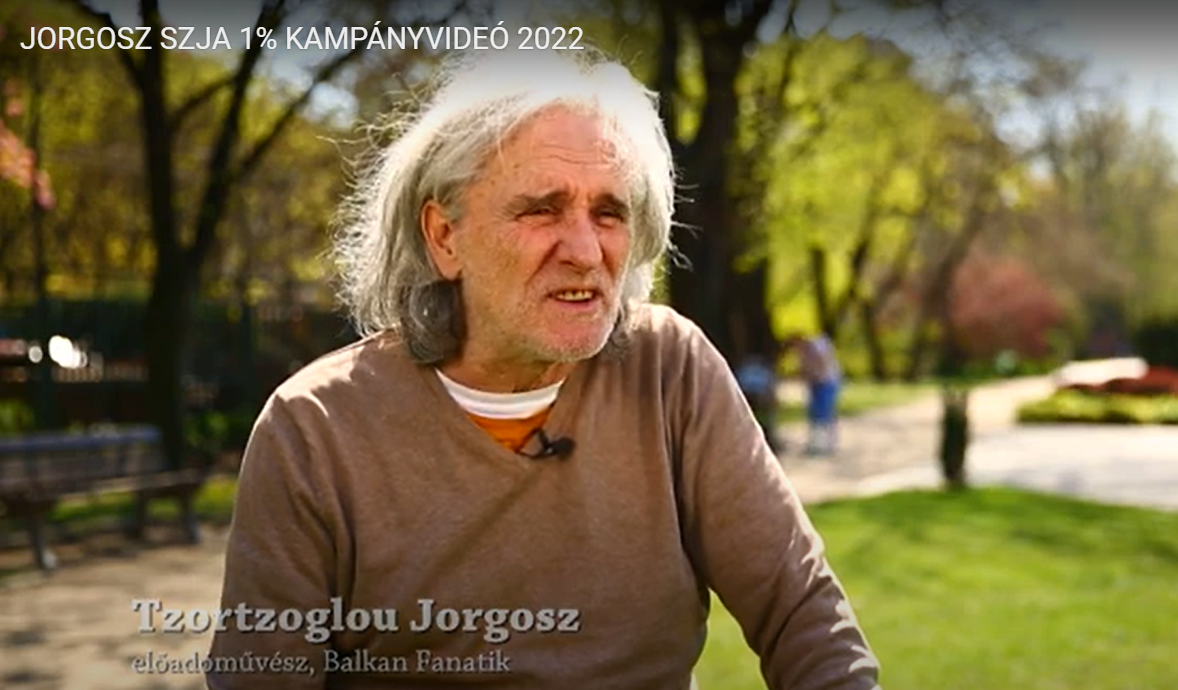 JORGOSZ SZJA 1% KAMPÁNYVIDEÓ 2022
Tzortzoglou Jorgosz
előadóművész, Balkan Fanatik